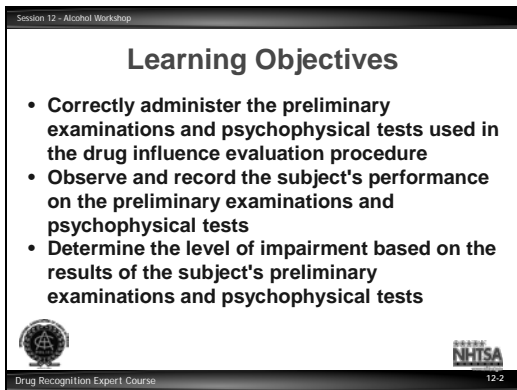 Session 12 - Alcohol Workshop
Learning Objectives
• Correctly administer the preliminary
examinations and psychophysical tests used in
the drug influence evaluation procedure
• Observe and record the subject's performance
on the preliminary examinations and
psychophysical tests
• Determine the level of impairment based on the
results of the subject's preliminary
examinations and psychophysical tests
NHTSA
Drug Recognition Expert Course
12-2